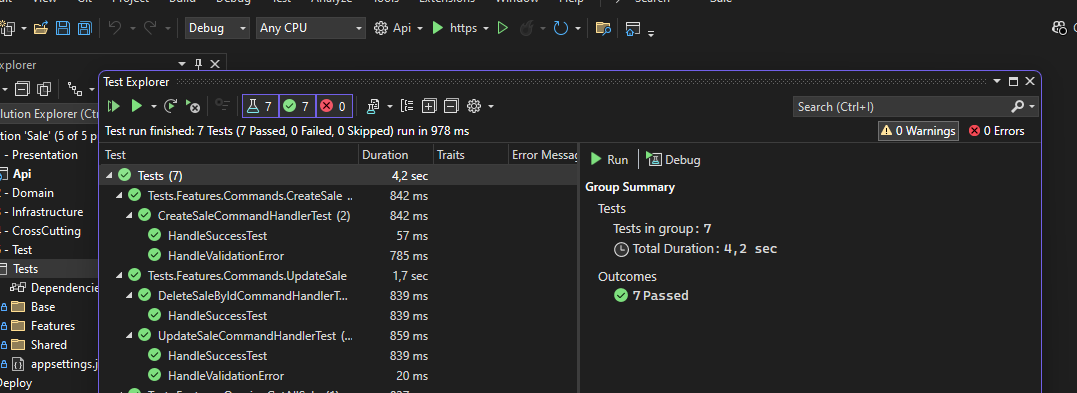 Debug Any CPU Api https
xplorer
Test Explorer
7 7 0 Search (Ctrl+I)
Test run finished: 7 Tests (7 Passed, 0 Failed, 0 Skipped) run in 978 ms 0 Warnings 0 Errors
lution Explorer (Ctr
tion 'Sale' (5 of 5 p
- Presentation
Api
- Domain
- Infrastructure
- CrossCutting
- Test
Tests
Dependencie
Base
Features
Shared
appsettings.j
Deploy
Test Duration Traits Error Messag
Tests (7) 4,2 sec
Tests.Features.Commands.CreateSale .. 842 ms
CreateSaleCommandHandlerTest (2) 842 ms
HandleSuccessTest 57 ms
HandleValidationError 785 ms
Tests.Features.Commands.UpdateSale 1,7 sec
DeleteSaleByIdCommandHandlerT... 839 ms
HandleSuccessTest 839 ms
UpdateSaleCommandHandlerTest (... 859 ms
HandleSuccessTest 839 ms
HandleValidationError 20 ms
Run Debug
Group Summary
Tests
Tests in group: 7
Total Duration: 4,2 sec
Outcomes
7 Passed